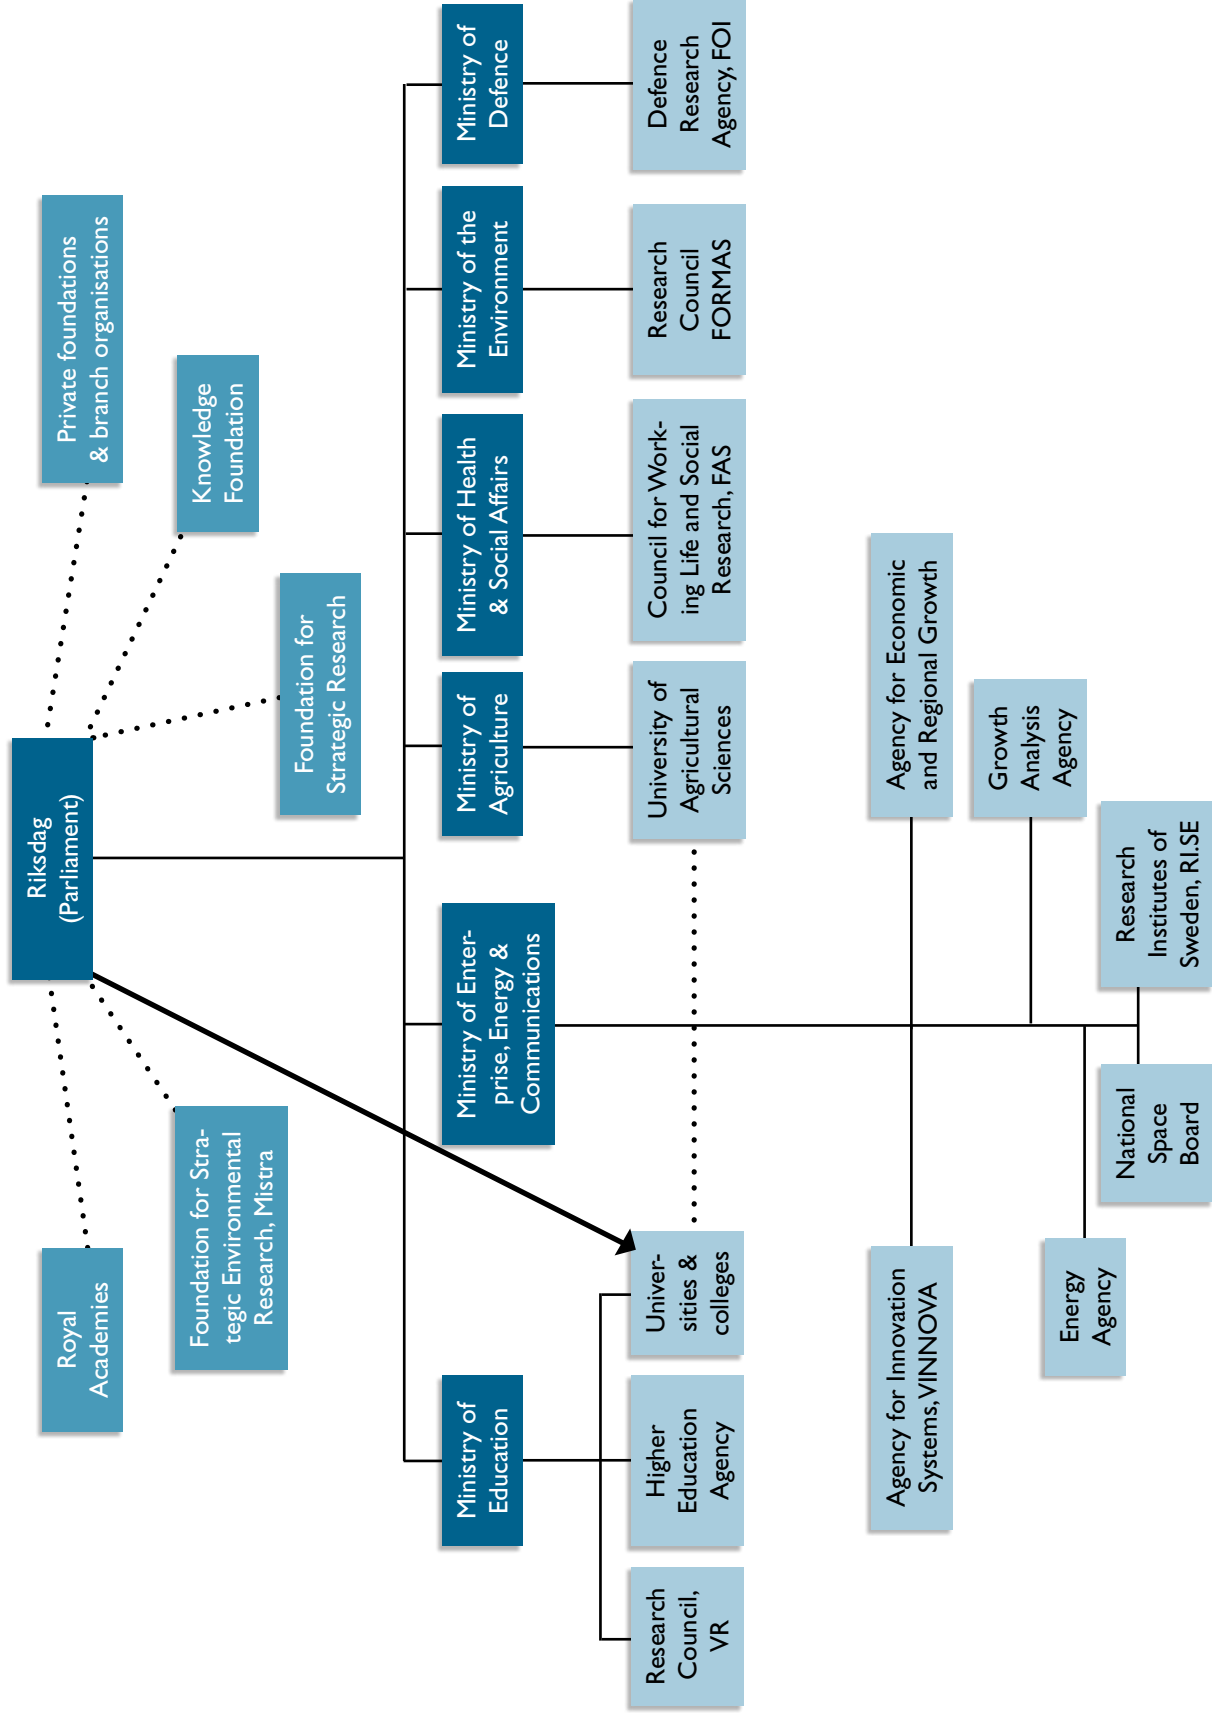 Riksdag
(Parliament)
Royal
Academies
Foundation for Stra-
tegic Environmental
Research, Mistra
Foundation for
Strategic Research
Knowledge
Foundation
Private foundations
& branch organisations
Ministry of
Education
Ministry of Enter-
prise, Energy &
Communications
Ministry of
Agriculture
Ministry of Health
& Social Affairs
Ministry of the
Environment
Ministry of
Defence
Research
Council,
VR
Higher
Education
Agency
Univer-
sities &
colleges
University of
Agricultural
Sciences
Council for Work-
ing Life and Social
Research, FAS
Research
Council
FORMAS
Defence
Research
Agency, FOI
Agency for Innovation
Systems, VINNOVA
Agency for Economic
and Regional Growth
Growth
Analysis
Agency
Energy
Agency
National
Space
Board
Research
Institutes of
Sweden, RI.SE